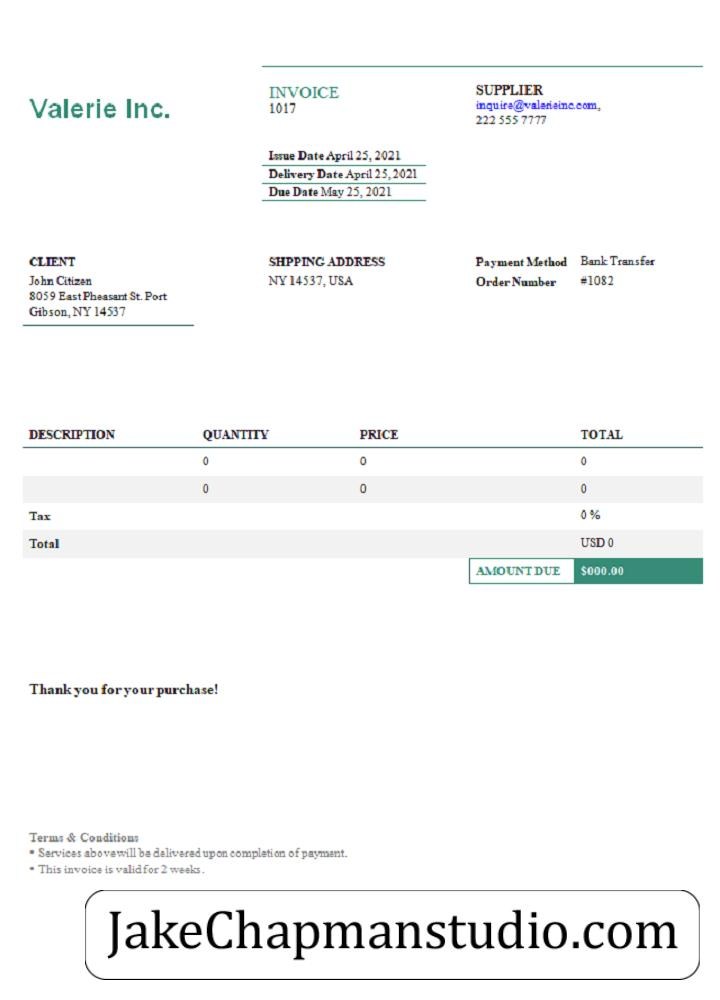 Valerie Inc.
INVOICE
1017
SUPPLIER
inquire@valerieinc.com,
222 555 7777
Issue Date April 25, 2021
Delivery Date April 25, 2021
Due Date May 25, 2021
CLIENT
John Citizen
8059 East Pheasant St. Port
Gibson, NY 14537
SHPPING ADDRESS
NY 14537, USA
Payment Method Bank Transfer
Order Number #1082
DESCRIPTION QUANTITY PRICE TOTAL
0 0 0
0 0 0
Tax 0 %
Total USD 0
AMOUNT DUE $000.00
Thank you for your purchase!
Terms & Conditions
* Services above will be delivered upon completion of payment.
* This invoice is valid for 2 weeks.
JakeChapmanstudio.com